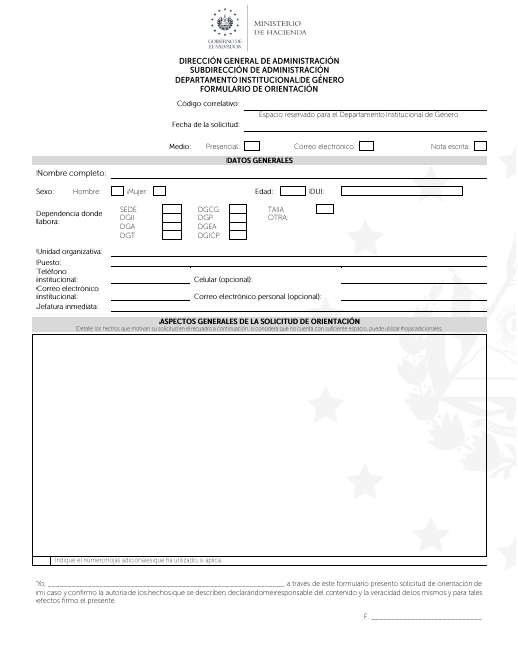 MINISTERIO
DE HACIENDA
GOBIERNO DE
EL SALVADOR
DIRECCIÓN GENERAL DE ADMINISTRACIÓN
SUBDIRECCIÓN DE ADMINISTRACIÓN
DEPARTAMENTO INSTITUCIONAL DE GÉNERO
FORMULARIO DE ORIENTACIÓN
Código correlativo:
Espacio reservado para el Departamento Institucional de Género
Fecha de la solicitud:
Medio: Presencial: Correo electrónico: Nota escrita:
DATOS GENERALES
Nombre completo:
Sexo: Hombre: Mujer: Edad: DUI:
Dependencia donde labora:
SEDE DGCG TAIIA
DGII DGP OTRA:
DGA DGEA
DGT DGICP
Unidad organizativa:
Puesto:
Teléfono
institucional: Celular (opcional):
Correo electrónico
institucional: Correo electrónico personal (opcional):
Jefatura inmediata:
ASPECTOS GENERALES DE LA SOLICITUD DE ORIENTACIÓN
(Detalle los hechos que motivan su solicitud en el recuadro a continuación, si considera que no cuenta con suficiente espacio, puede utilizar hojas adicionales.
Indique el número hojas adicionales que ha utilizado, si aplica.
Yo, ________________________________ a través de este formulario presento solicitud de orientación de
mi caso y confirmo la autoría de los hechos que se describen, declarándome responsable del contenido y la veracidad de los mismos y para tales
efectos firmo el presente.
F. ________________